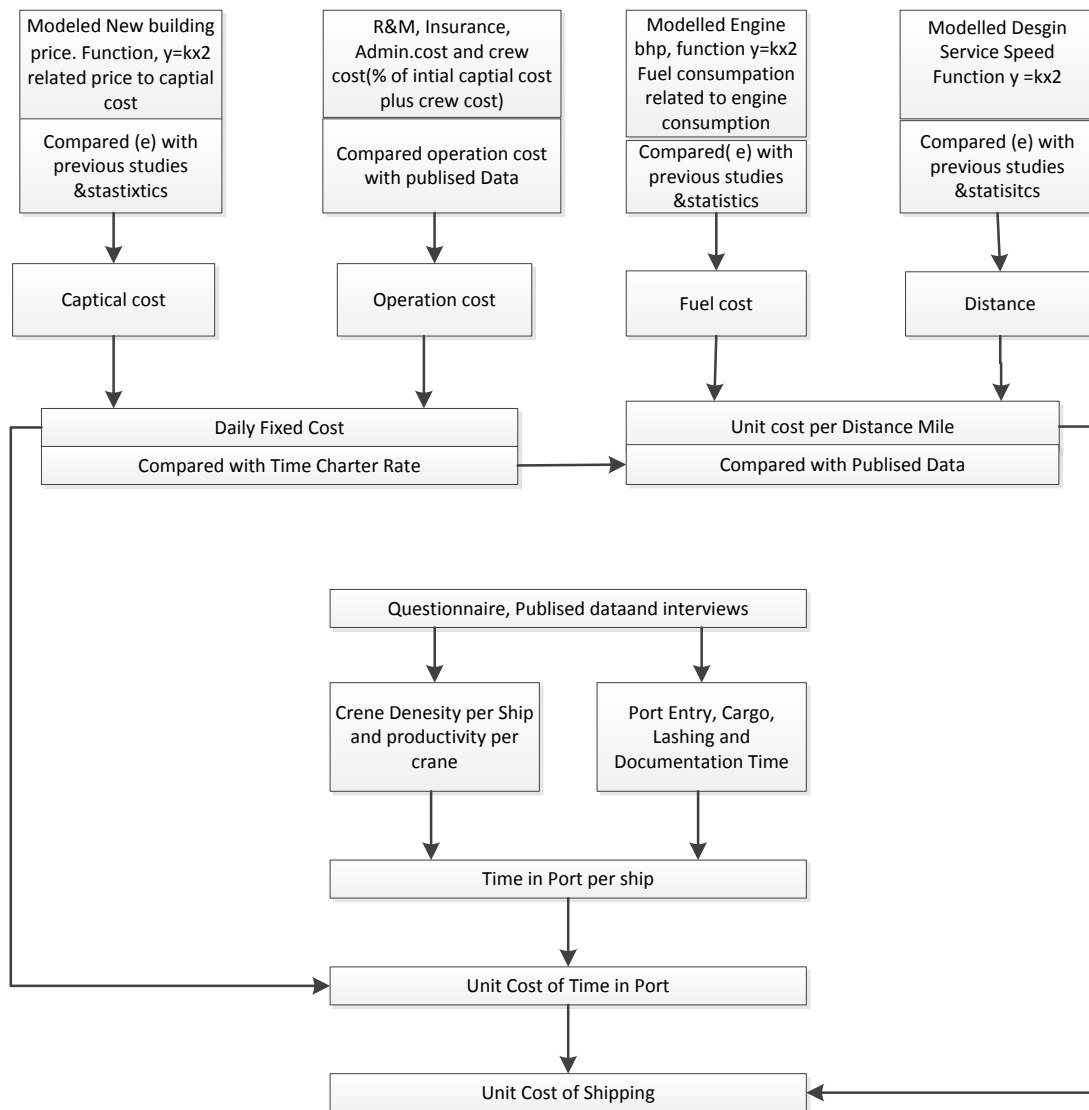 Modeled New building
price. Function, y=kx2
related price to captial
cost
Compared (e) with
previous studies
&stastixtics
R&M, Insurance,
Admin.cost and crew
cost(% of intial captial cost
plus crew cost)
Compared operation cost
with publised Data
Modelled Engine
bhp, function y=kx2
Fuel consumpation
related to engine
consumption
Compared( e) with
previous studies
&statistics
Modelled Desgin
Service Speed
Function y =kx2
Compared (e) with
previous studies
&statisitcs
Captical cost
Operation cost
Fuel cost
Distance
Daily Fixed Cost
Compared with Time Charter Rate
Unit cost per Distance Mile
Compared with Publised Data
Questionnaire, Publised dataand interviews
Crene Denesity per Ship
and productivity per
crane
Port Entry, Cargo,
Lashing and
Documentation Time
Time in Port per ship
Unit Cost of Time in Port
Unit Cost of Shipping